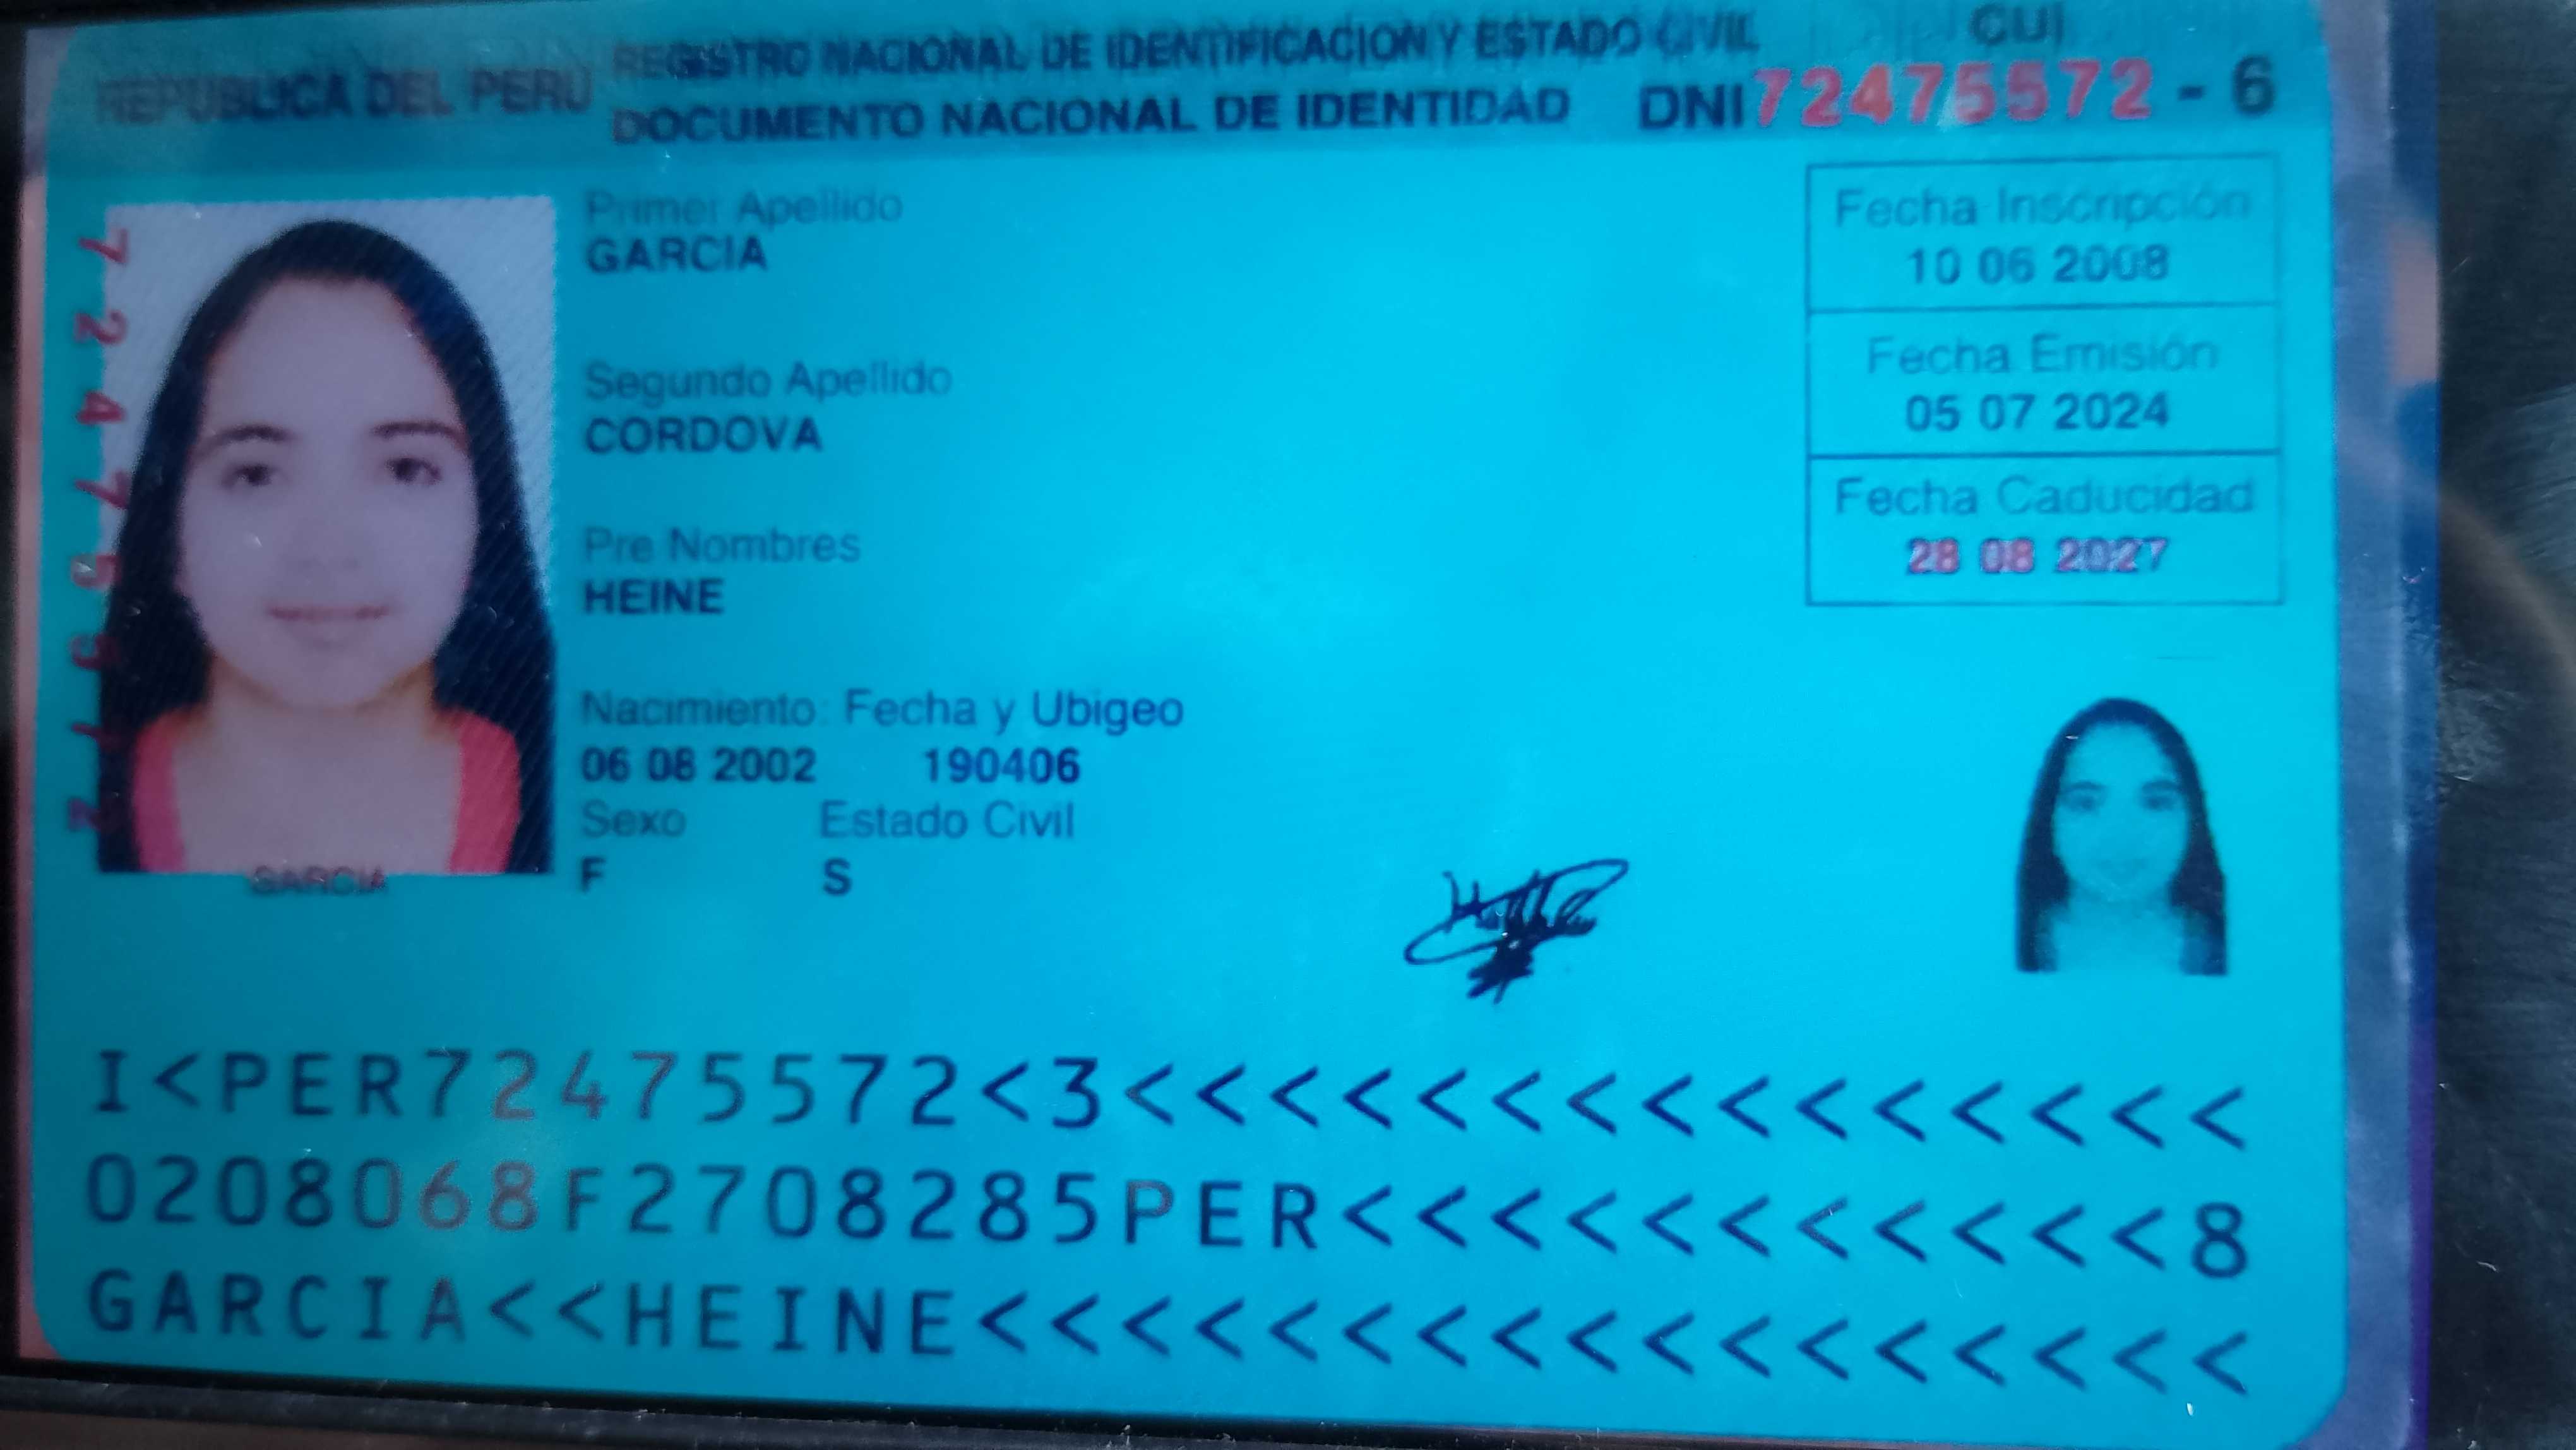 REPUBLICA DEL PERU
REGISTRO NACIONAL DE IDENTIFICACION Y ESTADO CIVIL
CUI
DOCUMENTO NACIONAL DE IDENTIDAD DNI 72475572 - 6
Primer Apellido
GARCIA
Segundo Apellido
CORDOVA
Pre Nombres
HEINE
Nacimiento: Fecha y Ubigeo
06 08 2002 190406
Sexo Estado Civil
F S
Fecha Inscripción
10 06 2008
Fecha Emisión
05 07 2024
Fecha Caducidad
28 08 2027
72475572
GARCIA
I<PER72475572<3<<<<<<<<<<<<<<<
0208068F2708285PER<<<<<<<<<<<8
GARCIA<<HEINE<<<<<<<<<<<<<<<<<